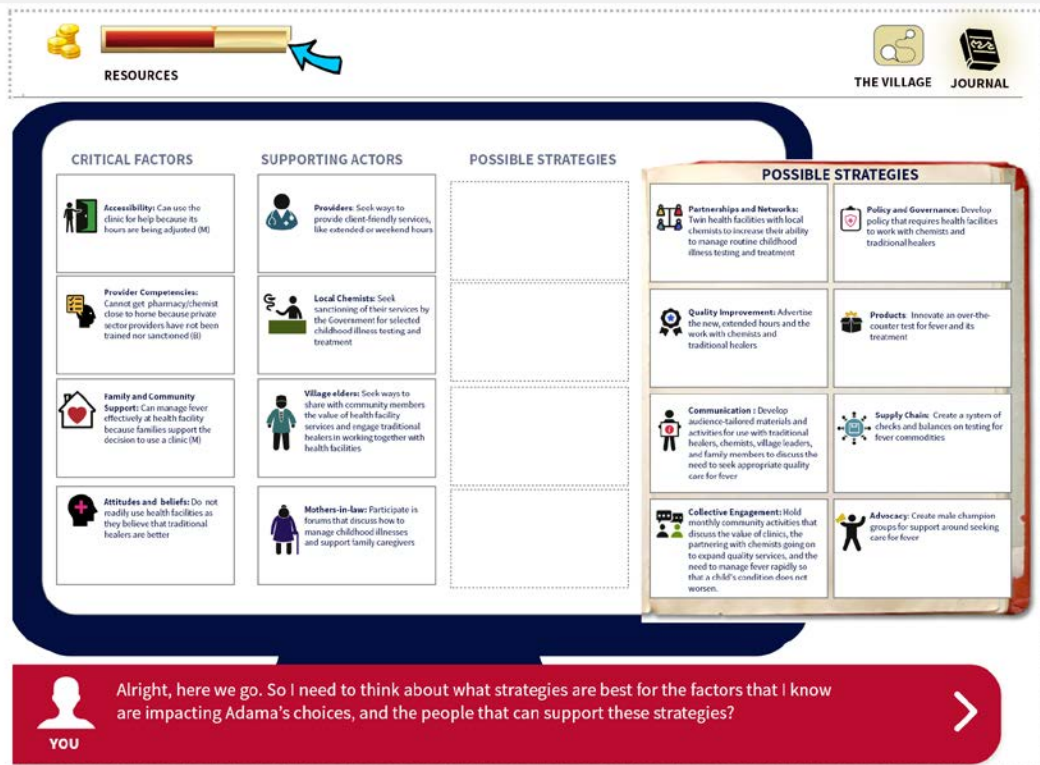 RESOURCES
THE VILLAGE
JOURNAL
CRITICAL FACTORS
Accessibility: Can use the
clinic for help because its
hours are being adjusted (M)
Provider Competencies:
Cannot get pharmacy/chemist
close to home because private
sector providers have not been
trained nor sanctioned (B)
Family and Community
Support: Can manage fever
effectively at health facility
because families support the
decision to use a clinic (M)
Attitudes and beliefs: Do not
readily use health facilities as
they believe that traditional
healers are better
SUPPORTING ACTORS
Providers: Seek ways to
provide client-friendly services,
like extended or weekend hours
Local Chemists: Seek
sanctioning of their services by
the Government for selected
childhood illness testing and
treatment
Village elders: Seek ways to
share with community members
the value of health facility
services and engage traditional
healers in working together with
health facilities
Mothers-in-law: Participate in
forums that discuss how to
manage childhood illnesses
and support family caregivers
POSSIBLE STRATEGIES
POSSIBLE STRATEGIES
Partnerships and Networks:
Twin health facilities with local
chemists to increase their ability
to manage routine childhood
illness testing and treatment
Policy and Governance: Develop
policy that requires health facilities
to work with chemists and
traditional healers
Quality Improvement: Advertise
the new, extended hours and the
work with chemists and
traditional healers
Products: Innovate an over-the-
counter test for fever and its
treatment
Communication : Develop
audience-tailored materials and
activities for use with traditional
healers, chemists, village leaders,
and family members to discuss the
need to seek appropriate quality
care for fever
Supply Chain: Create a system of
checks and balances on testing for
fever commodities
Collective Engagement: Hold
monthly community activities that
discuss the value of clinics, the
partnering with chemists going on
to expand quality services, and the
need to manage fever rapidly so
that a child's condition does not
worsen.
Advocacy: Create male champion
groups for support around seeking
care for fever
YOU
Alright, here we go. So I need to think about what strategies are best for the factors that I know
are impacting Adama's choices, and the people that can support these strategies?